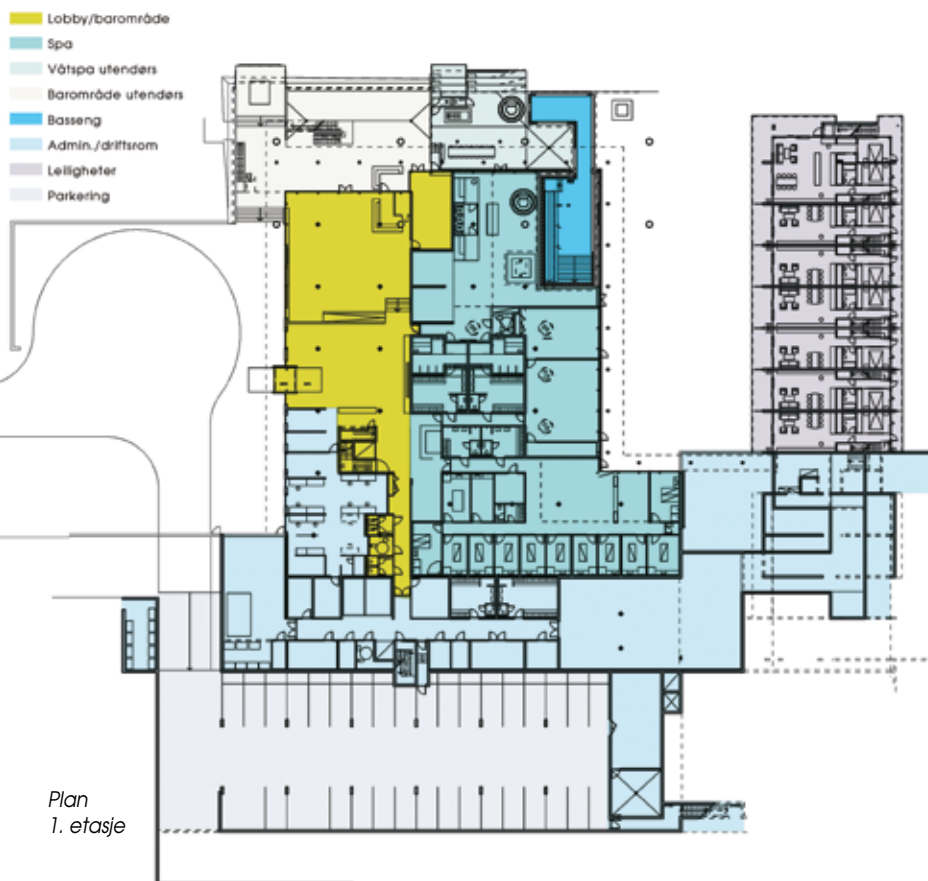 Lobby/barområde
Spa
Våtspa utendørs
Barområde utendørs
Basseng
Admin./driftsrom
Leiligheter
Parkering
Plan
1. etasje